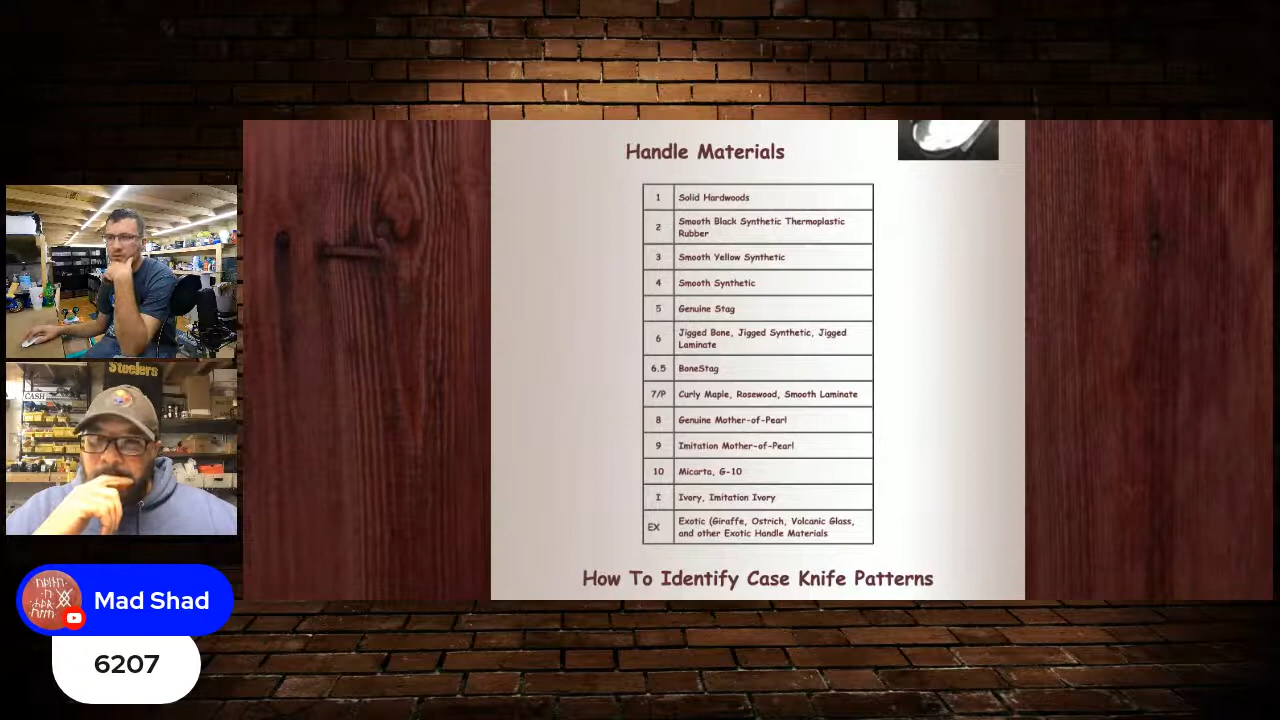 Handle Materials
1 Solid Hardwoods
2 Smooth Black Synthetic Thermoplastic
Rubber
3 Smooth Yellow Synthetic
4 Smooth Synthetic
5 Genuine Stag
6 Jigged Bone, Jigged Synthetic, Jigged
Laminate
6.5 BoneStag
7/P Curly Maple, Rosewood, Smooth Laminate
8 Genuine Mother-of-Pearl
9 Imitation Mother-of-Pearl
10 Micarta, G-10
I Ivory, Imitation Ivory
EX Exotic (Giraffe, Ostrich, Volcanic Glass,
and other Exotic Handle Materials
How To Identify Case Knife Patterns
Steelers
CASH
Mad Shad
6207